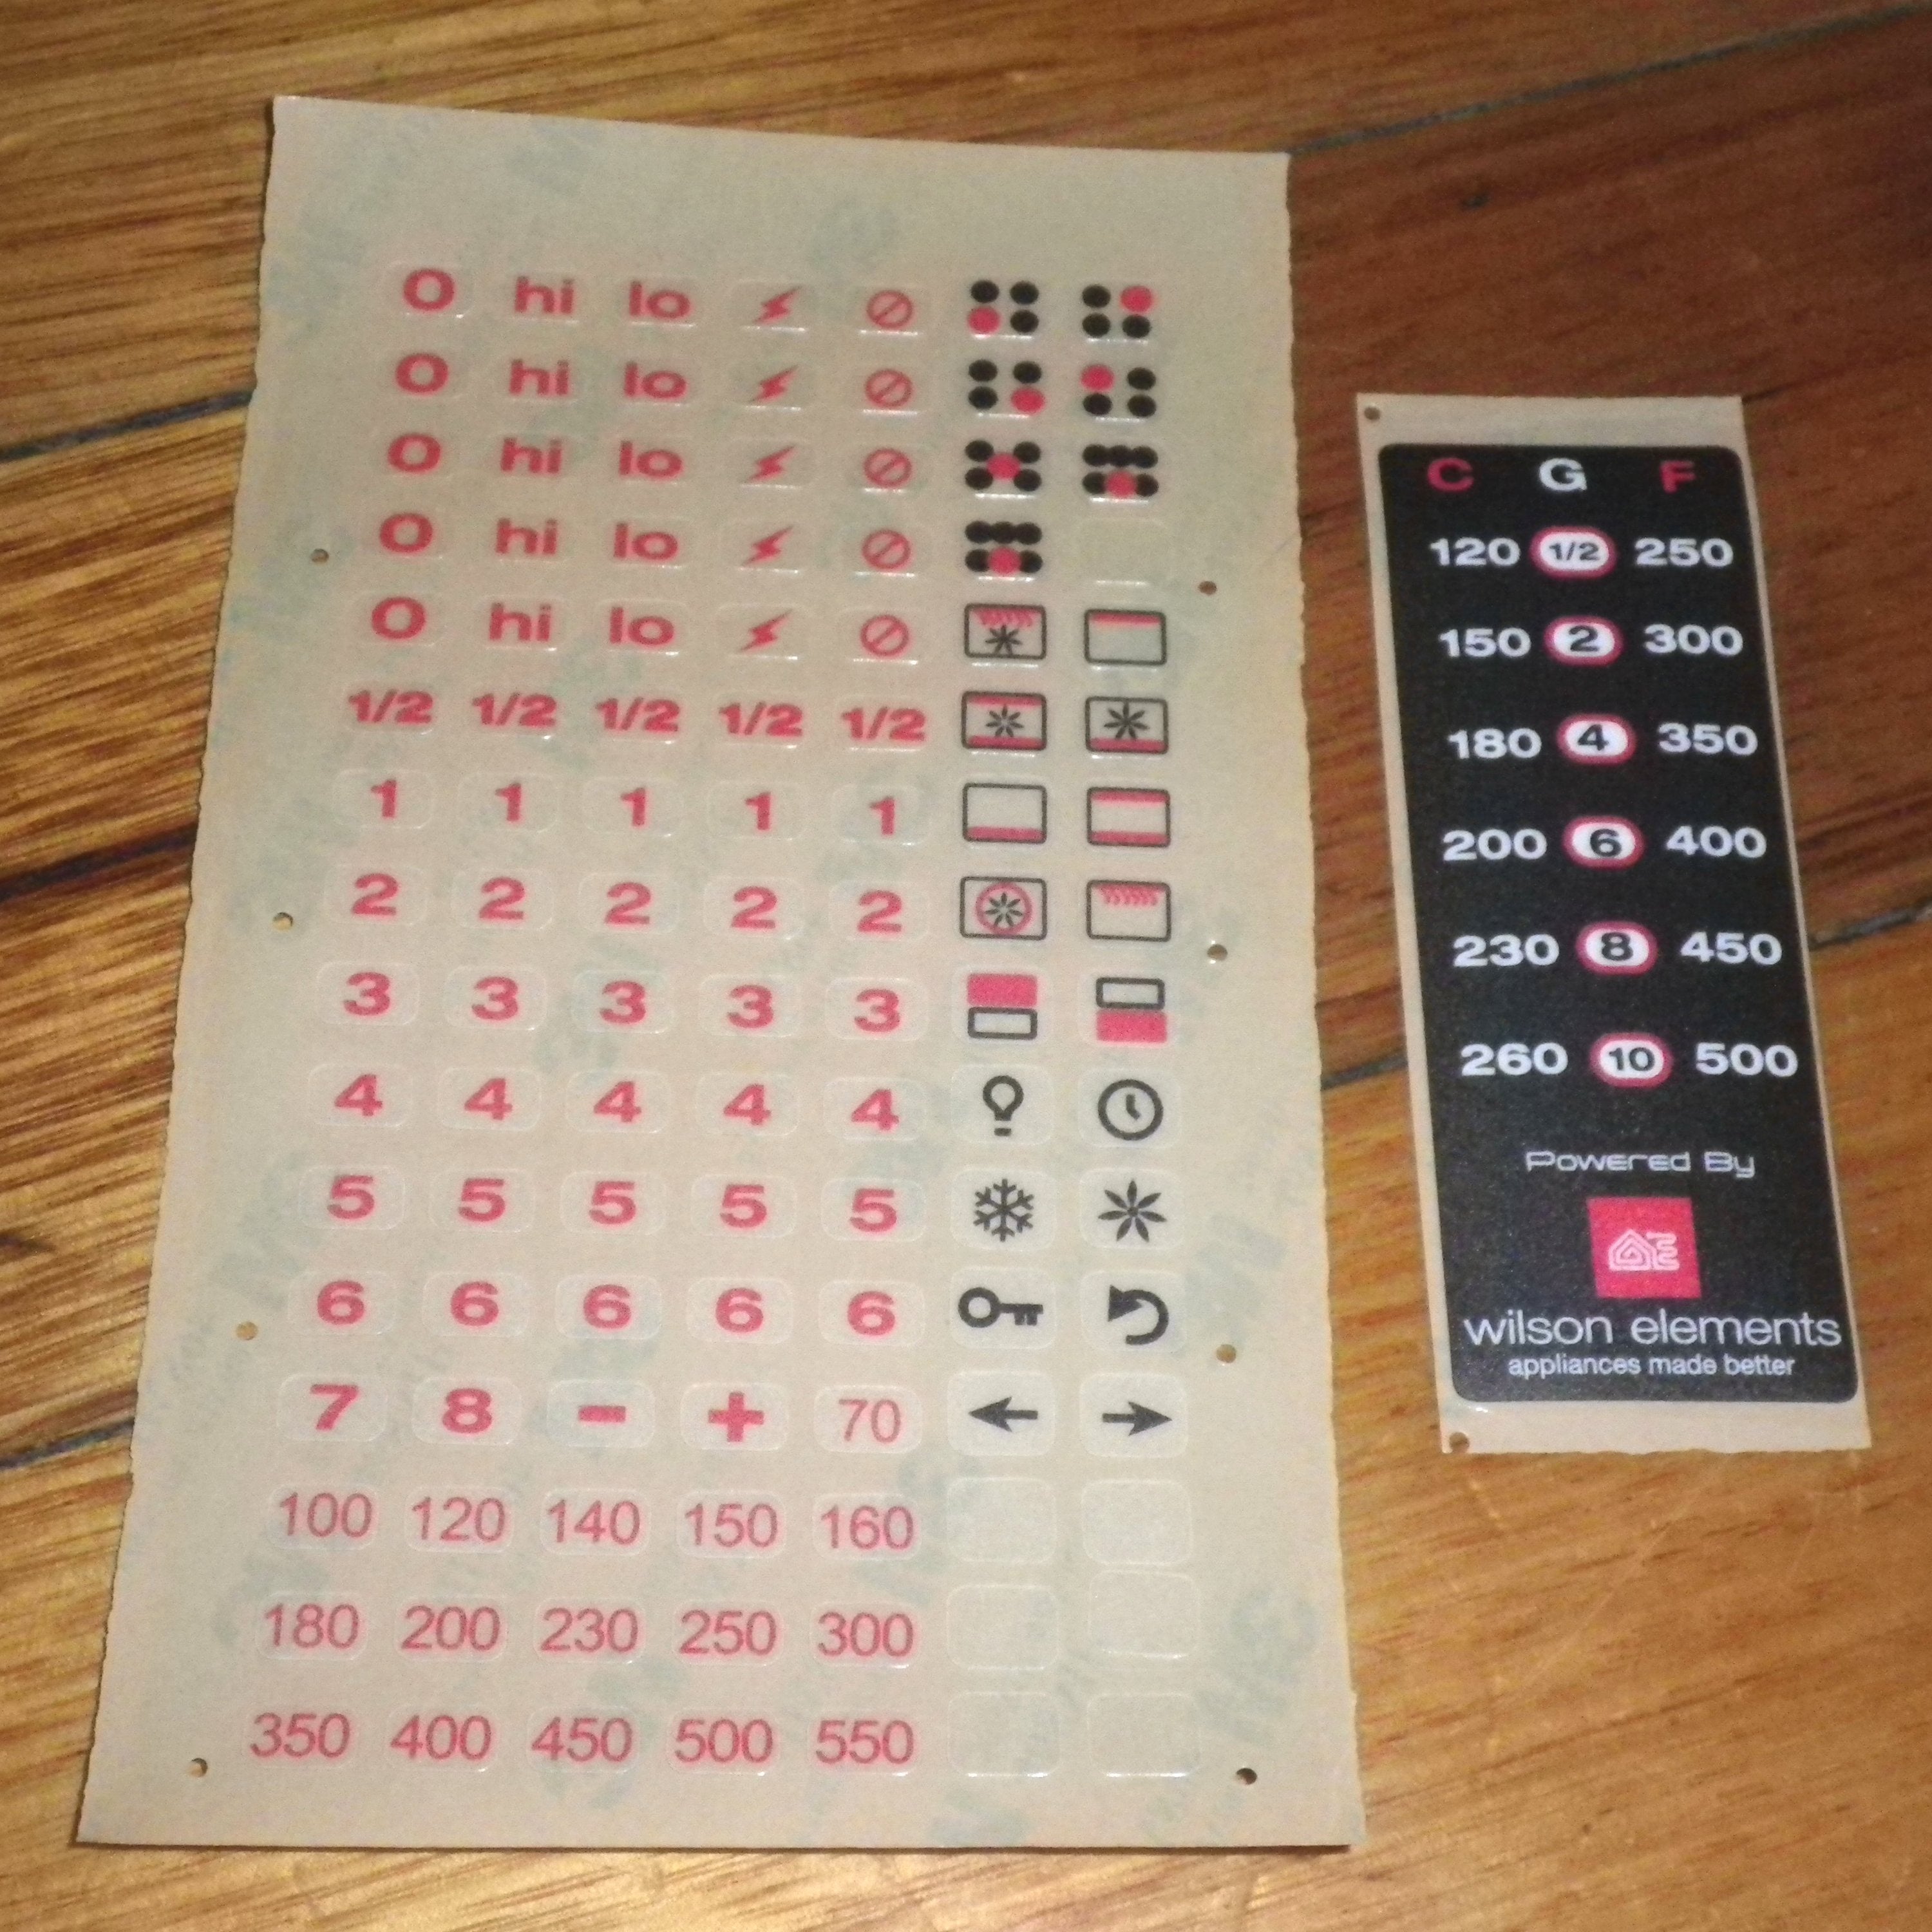 0 hi lo
0 hi lo
0 hi lo
0 hi lo
0 hi lo
1/2 1/2 1/2 1/2 1/2
1 1 1 1 1
2 2 2 2 2
3 3 3 3 3
4 4 4 4 4
5 5 5 5 5
6 6 6 6 6
7 8 - + 70
100 120 140 150 160
180 200 230 250 300
350 400 450 500 550
C G F
120 1/2 250
150 2 300
180 4 350
200 6 400
230 8 450
260 10 500
Powered By
wilson elements
appliances made better